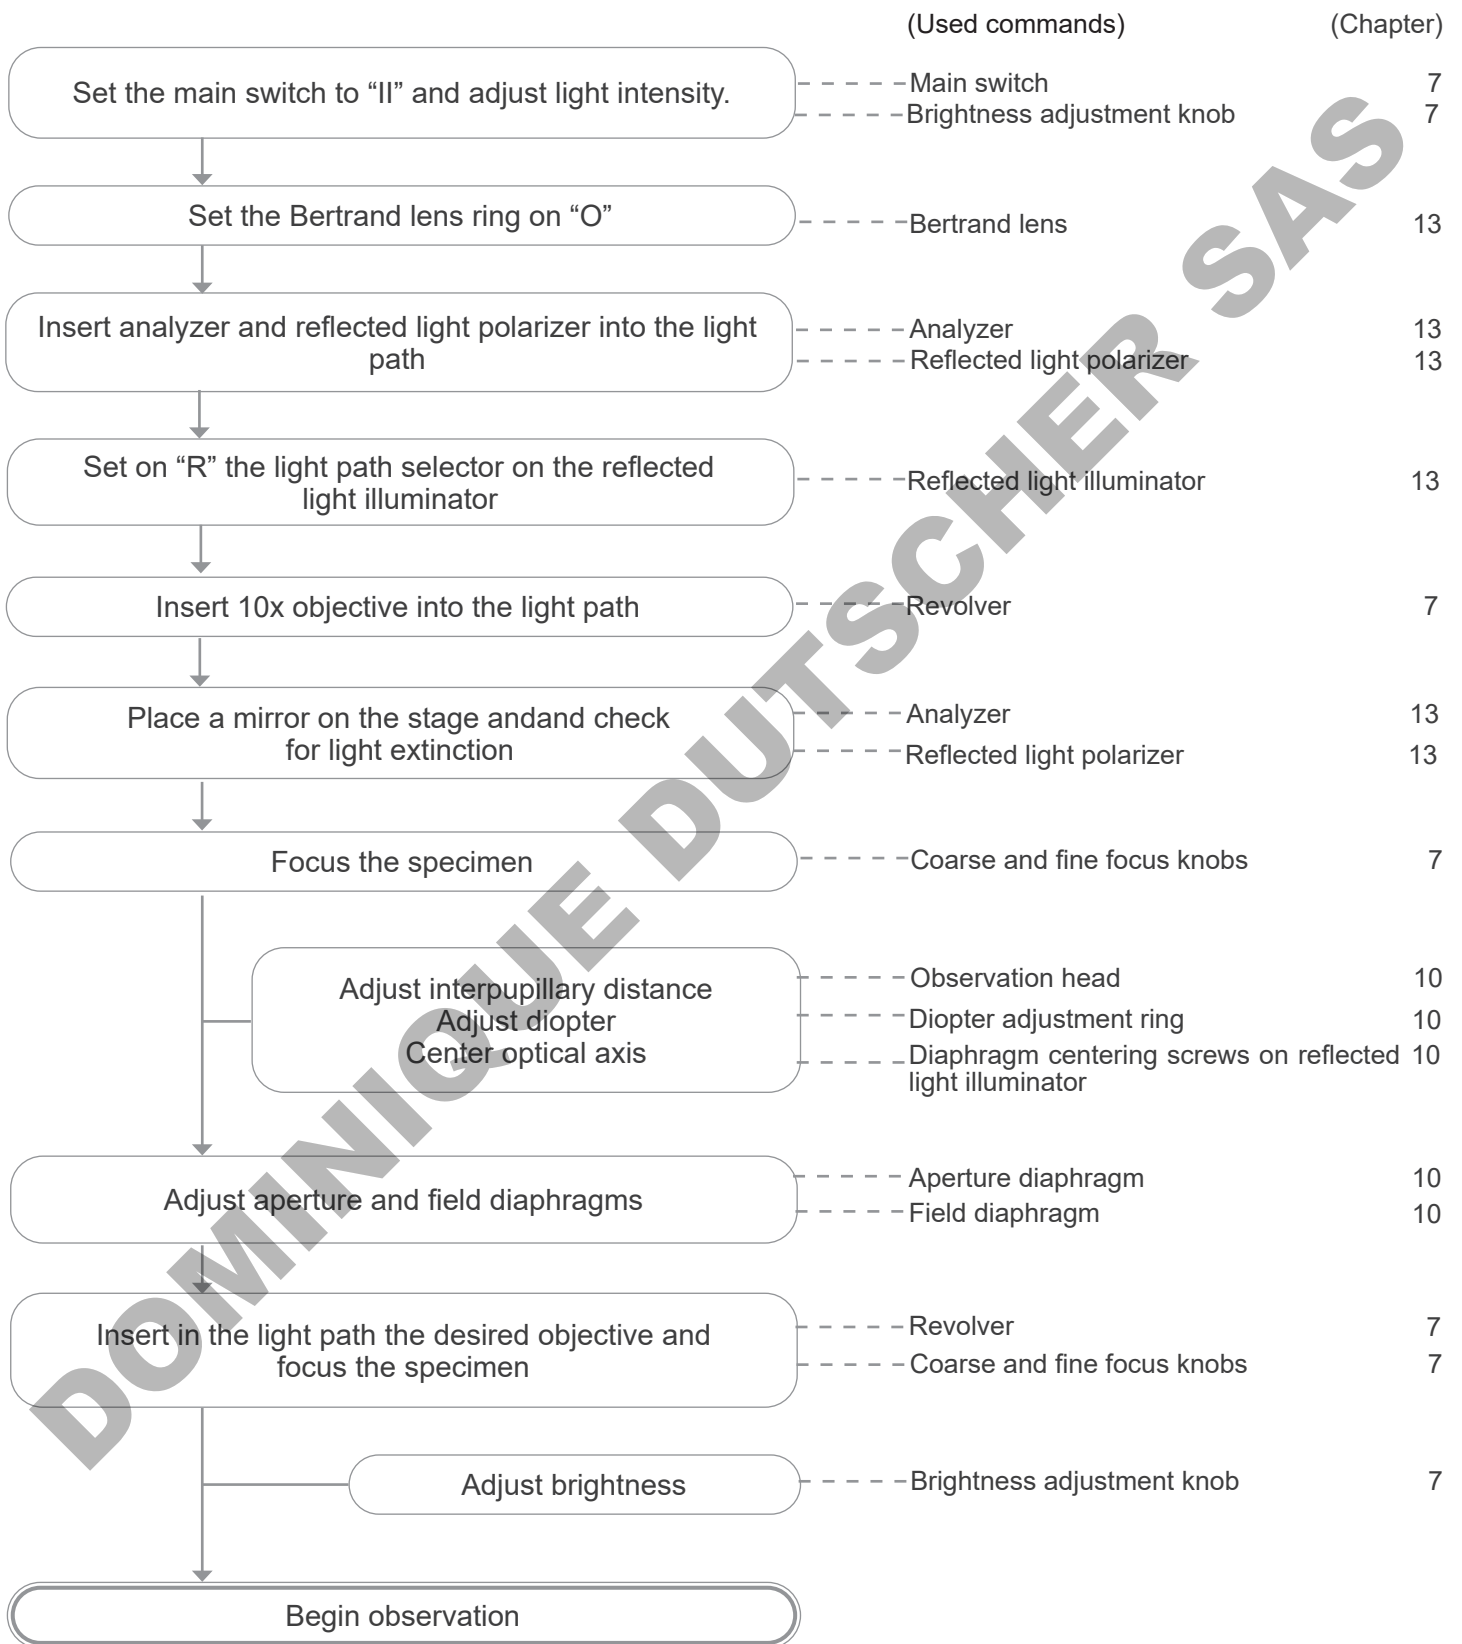 (Used commands) (Chapter)
Set the main switch to “II” and adjust light intensity.
Main switch 7
Brightness adjustment knob 7
Set the Bertrand lens ring on “O”
Bertrand lens 13
Insert analyzer and reflected light polarizer into the light
path
Analyzer 13
Reflected light polarizer 13
Set on “R” the light path selector on the reflected
light illuminator
Reflected light illuminator 13
Insert 10x objective into the light path
Revolver 7
Place a mirror on the stage andand check
for light extinction
Analyzer 13
Reflected light polarizer 13
Focus the specimen
Coarse and fine focus knobs 7
Adjust interpupillary distance
Adjust diopter
Center optical axis
Observation head 10
Diopter adjustment ring 10
Diaphragm centering screws on reflected 10
light illuminator
Adjust aperture and field diaphragms
Aperture diaphragm 10
Field diaphragm 10
Insert in the light path the desired objective and
focus the specimen
Revolver 7
Coarse and fine focus knobs 7
Adjust brightness
Brightness adjustment knob 7
Begin observation
DOMINIQUE DUTSCHER SAS